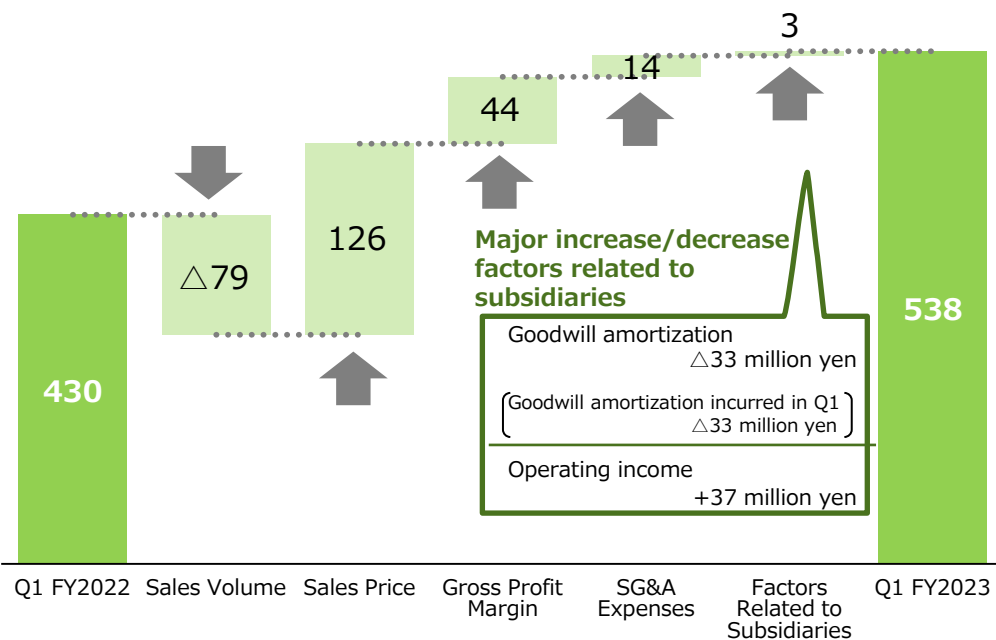 3
14
44
126
△79
430
538
Major increase/decrease
factors related to
subsidiaries
Goodwill amortization
△33 million yen
Goodwill amortization incurred in Q1
△33 million yen
Operating income
+37 million yen
Q1 FY2022
Sales Volume
Sales Price
Gross Profit
Margin
SG&A
Expenses
Factors
Related to
Subsidiaries
Q1 FY2023